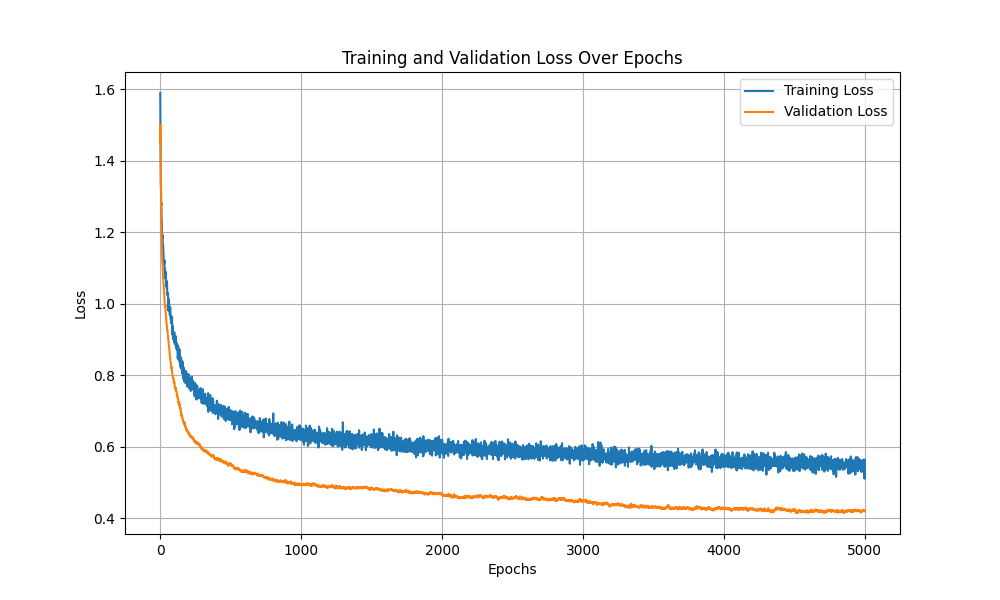 Training and Validation Loss Over Epochs
Training Loss
Validation Loss
1.6
1.4
1.2
1.0
0.8
0.6
0.4
Loss
0 1000 2000 3000 4000 5000
Epochs